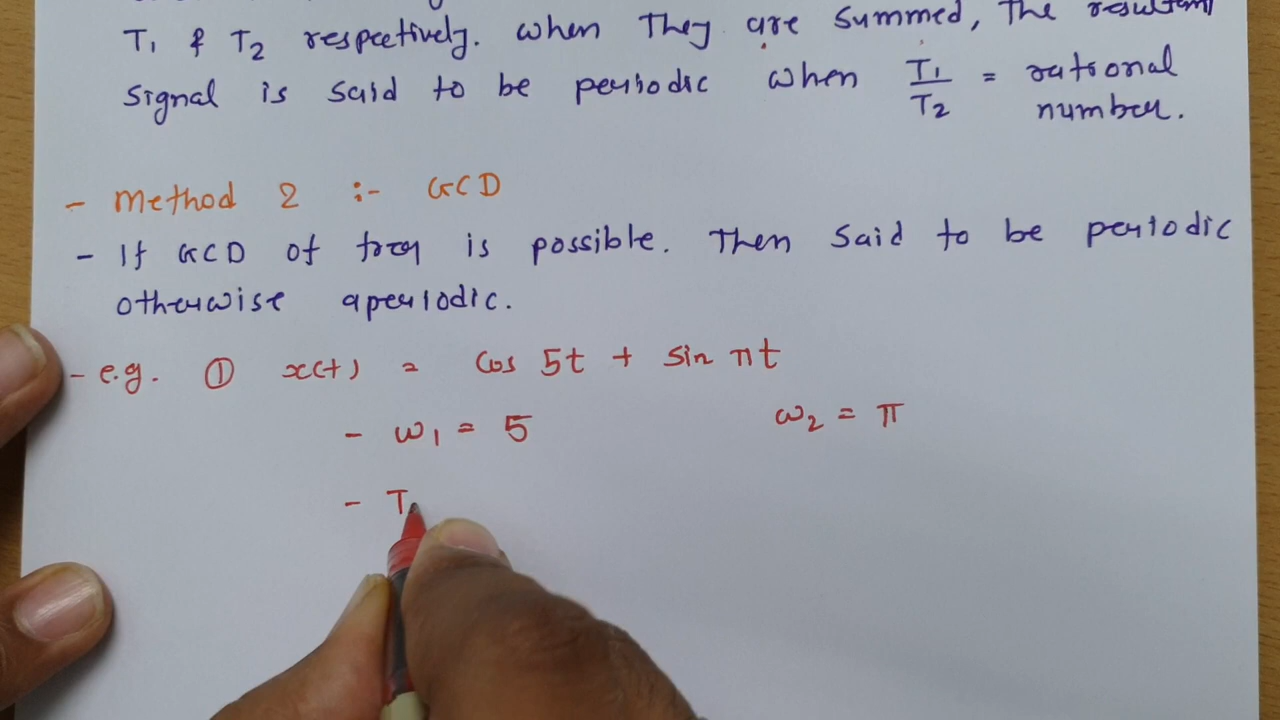 T₁ & T₂ respectively. when They are summed, The resultant
signal is said to be periodic when T₁/T₂ = rational number.
- Method 2 :- GCD
- If GCD of freq is possible. Then said to be periodic
otherwise aperiodic.
- e.g. ① x(t) = cos 5t + sin πt
- ω₁ = 5 ω₂ = π
- T